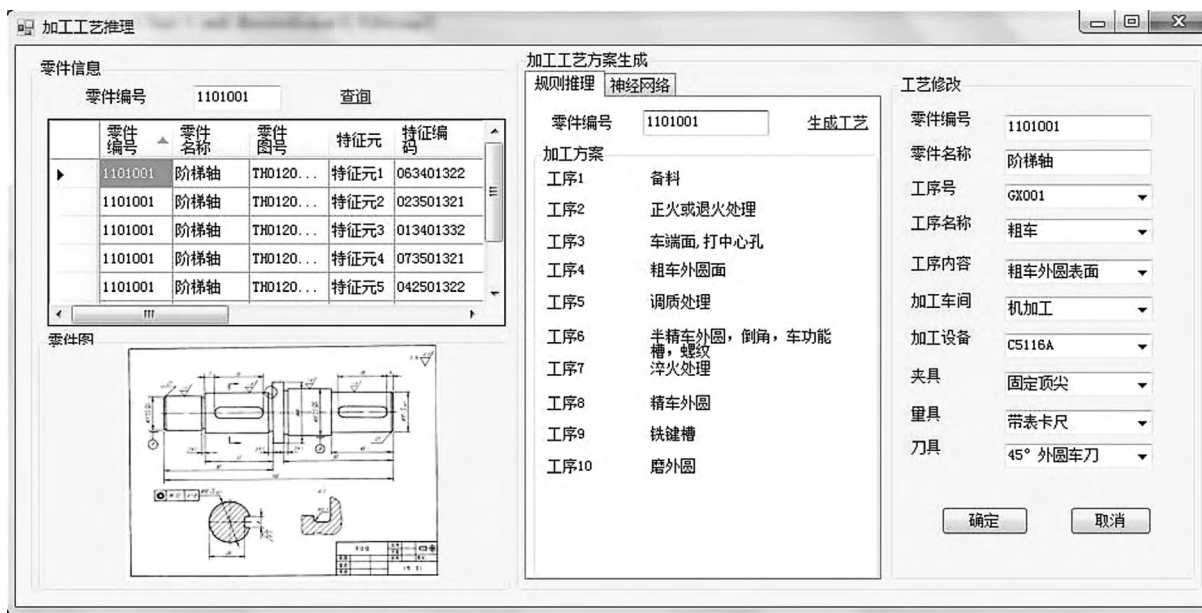 加工工艺推理
零件信息
零件编号 1101001 查询
零件编号 零件名称 零件图号 特征元 特征编码
1101001 阶梯轴 TH0120... 特征元1 063401322
1101001 阶梯轴 TH0120... 特征元2 023501321
1101001 阶梯轴 TH0120... 特征元3 013401332
1101001 阶梯轴 TH0120... 特征元4 073501321
1101001 阶梯轴 TH0120... 特征元5 042501322
零件图
加工工艺方案生成
规则推理 神经网络
零件编号 1101001 生成工艺
加工方案
工序1 备料
工序2 正火或退火处理
工序3 车端面,打中心孔
工序4 粗车外圆面
工序5 调质处理
工序6 半精车外圆，倒角，车功能
槽，螺纹
工序7 淬火处理
工序8 精车外圆
工序9 铣键槽
工序10 磨外圆
工艺修改
零件编号 1101001
零件名称 阶梯轴
工序号 GX001
工序名称 粗车
工序内容 粗车外圆表面
加工车间 机加工
加工设备 C5116A
夹具 固定顶尖
量具 带表卡尺
刀具 45° 外圆车刀
确定 取消